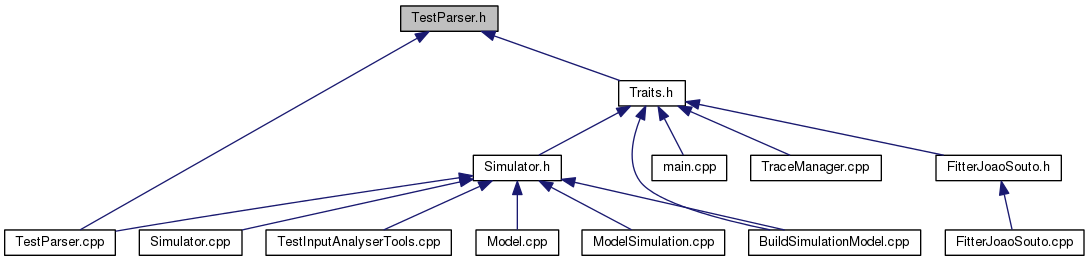 TestParser.h
Traits.h
Simulator.h
main.cpp
TraceManager.cpp
FitterJoaoSouto.h
TestParser.cpp
Simulator.cpp
TestInputAnalyserTools.cpp
Model.cpp
ModelSimulation.cpp
BuildSimulationModel.cpp
FitterJoaoSouto.cpp